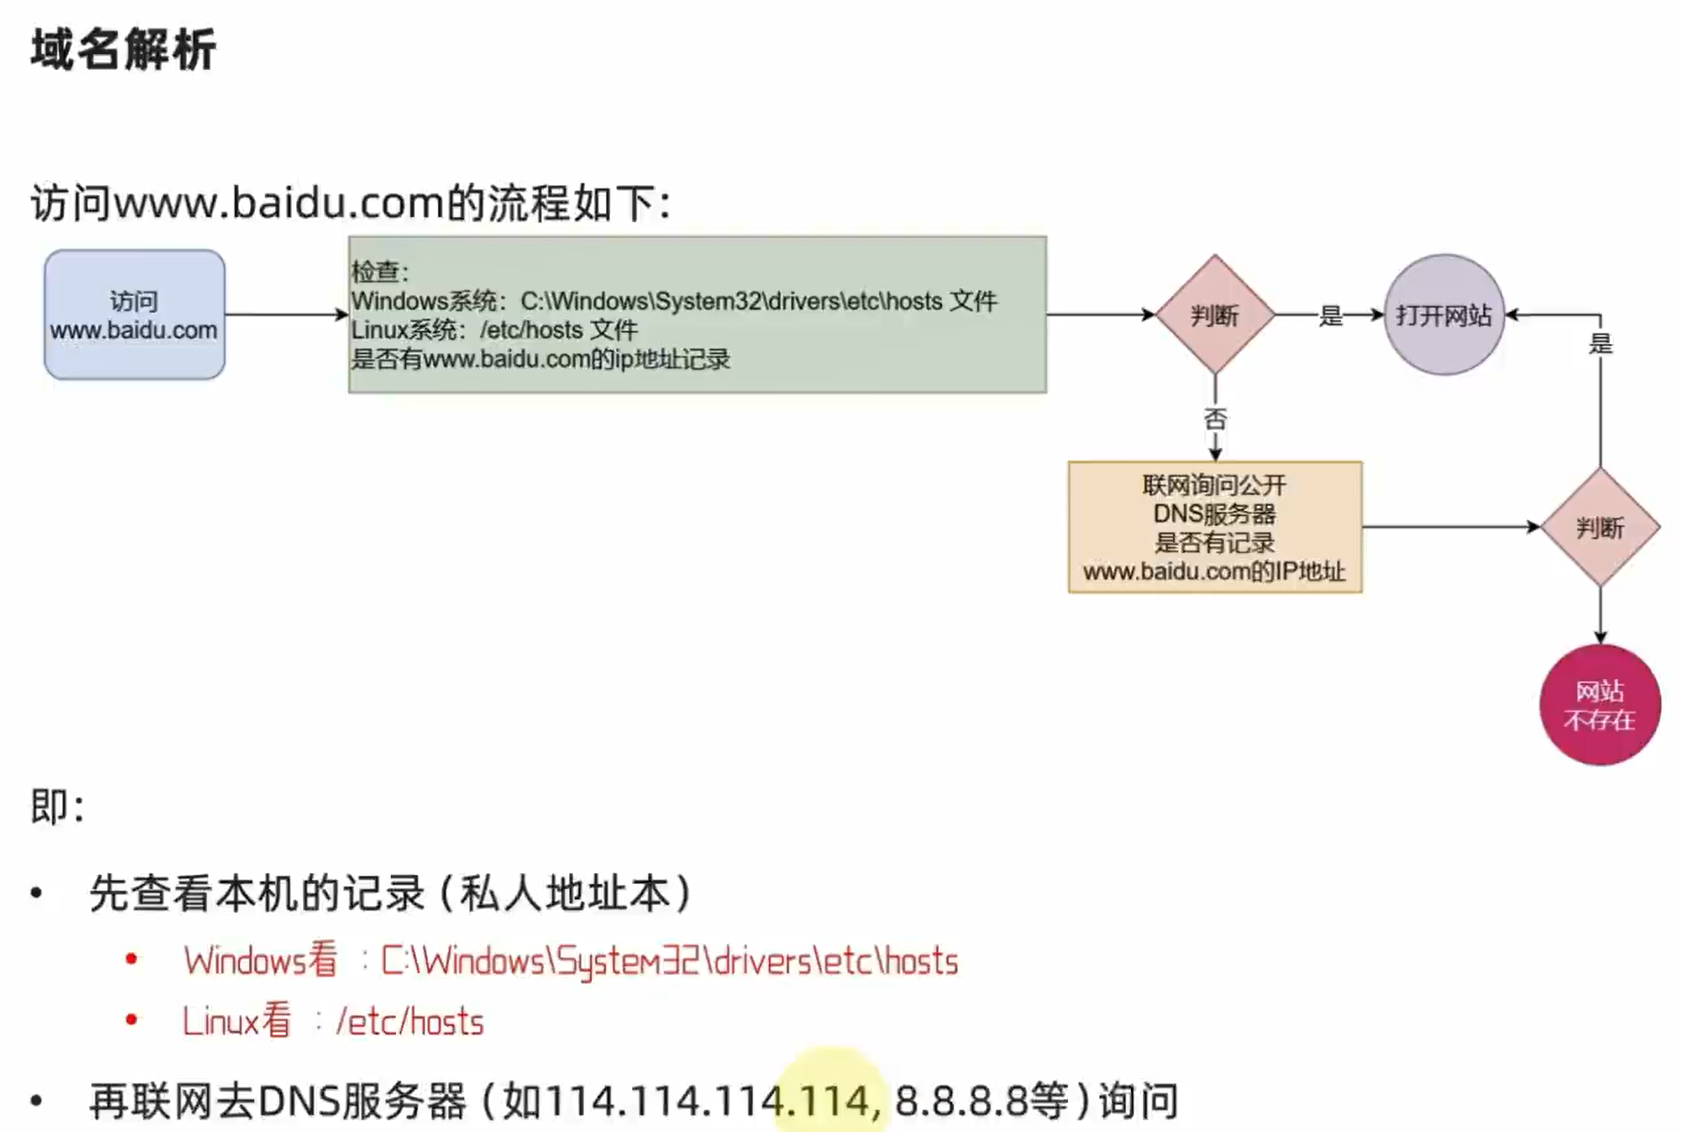 域名解析
访问www.baidu.com的流程如下：
访问
www.baidu.com
检查：
Windows系统：C:\Windows\System32\drivers\etc\hosts 文件
Linux系统：/etc/hosts 文件
是否有www.baidu.com的ip地址记录
判断
是
打开网站
是
否
联网询问公开
DNS服务器
是否有记录
www.baidu.com的IP地址
判断
网站
不存在
即：
• 先查看本机的记录（私人地址本）
• Windows看：C:\Windows\System32\drivers\etc\hosts
• Linux看：/etc/hosts
• 再联网去DNS服务器（如114.114.114.114, 8.8.8.8等）询问